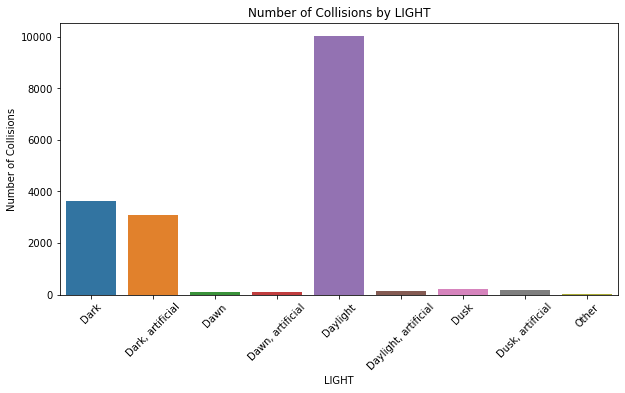 Number of Collisions by LIGHT
Number of Collisions
10000
8000
6000
4000
2000
0
Dark
Dark, artificial
Dawn
Dawn, artificial
Daylight
Daylight, artificial
Dusk
Dusk, artificial
Other
LIGHT